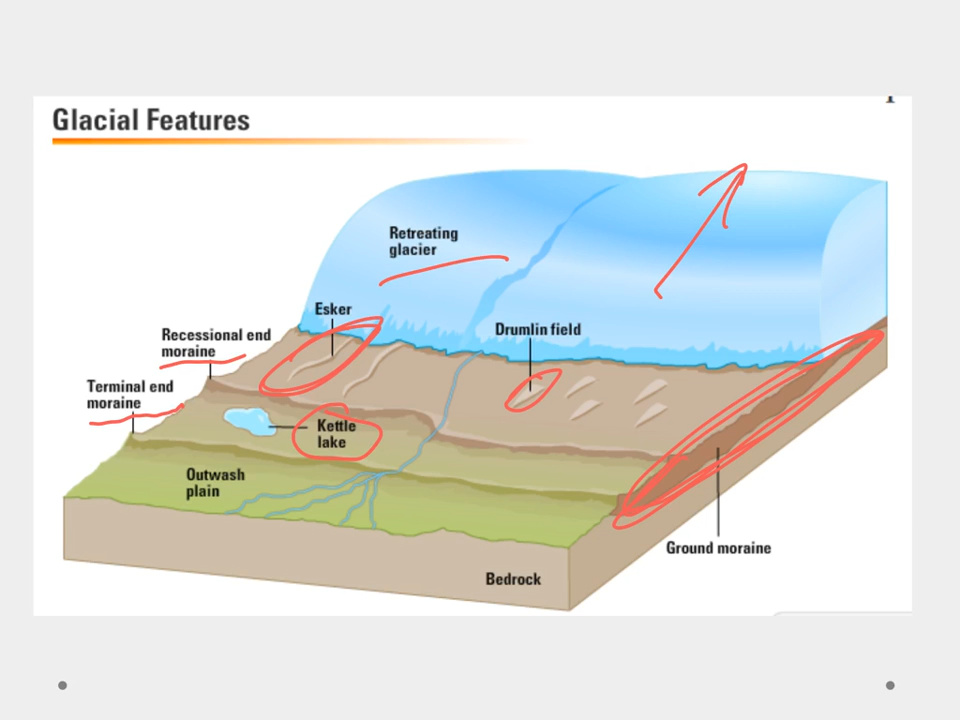 Glacial Features
Retreating
glacier
Esker
Drumlin field
Recessional end
moraine
Terminal end
moraine
Kettle
lake
Outwash
plain
Ground moraine
Bedrock